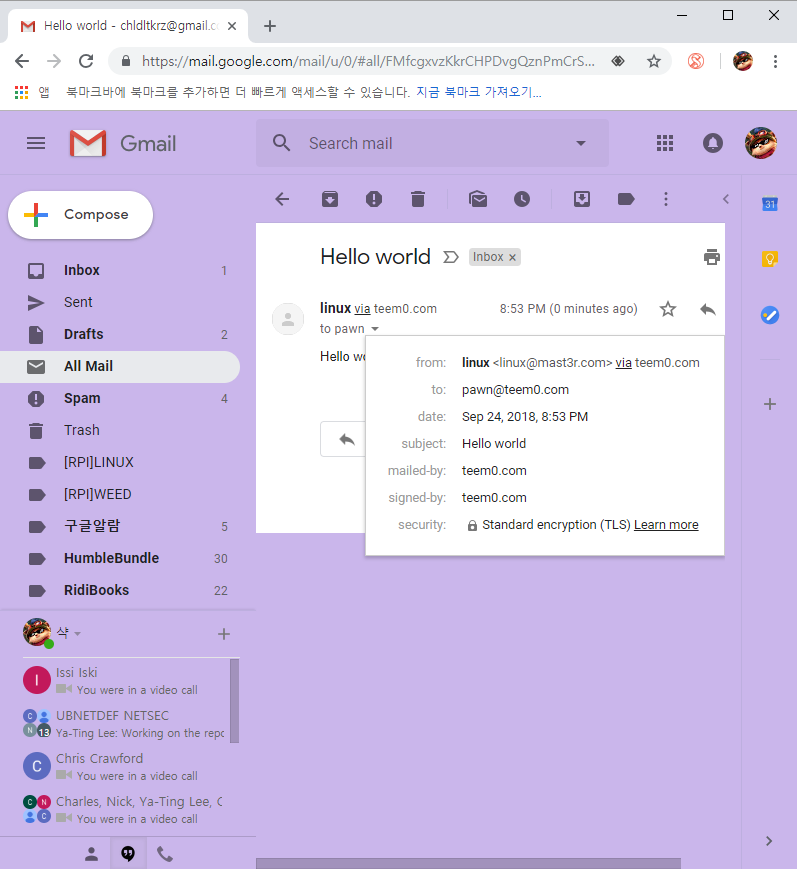 Hello world - chldltkrz@gmail.c
https://mail.google.com/mail/u/0/#all/FMfcgxvzKkrCHPDvgQznPmCrS...
앱 북마크바에 북마크를 추가하면 더 빠르게 액세스할 수 있습니다. 지금 북마크 가져오기...
Gmail
Search mail
Compose
31
Inbox 1
Sent
Drafts 2
All Mail
Spam 4
Trash
[RPI]LINUX
[RPI]WEED
구글알람 5
HumbleBundle 30
RidiBooks 22
Hello world
Inbox x
linux via teem0.com 8:53 PM (0 minutes ago)
to pawn
Hello wo
from: linux <linux@mast3r.com> via teem0.com
to: pawn@teem0.com
date: Sep 24, 2018, 8:53 PM
subject: Hello world
mailed-by: teem0.com
signed-by: teem0.com
security: Standard encryption (TLS) Learn more
샥
I
Issi Iski
You were in a video call
C
N 13
UBNETDEF NETSEC
Ya-Ting Lee: Working on the repo
C
Chris Crawford
You were in a video call
C N
C
Charles, Nick, Ya-Ting Lee, C
You were in a video call